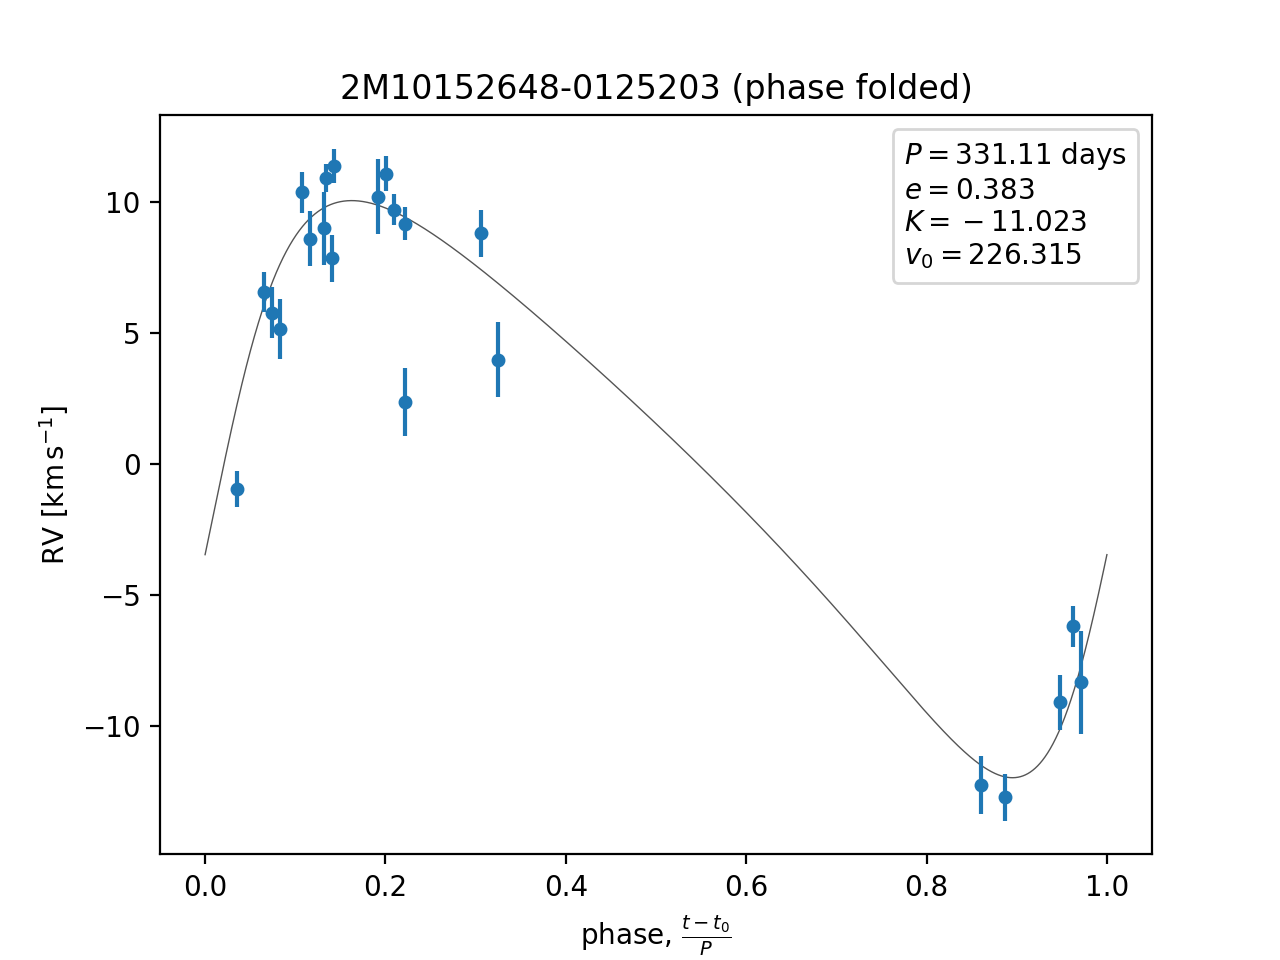 2M10152648-0125203 (phase folded)
P = 331.11 days
e = 0.383
K = −11.023
v₀ = 226.315
10
5
0
−5
−10
RV [km s⁻¹]
0.0 0.2 0.4 0.6 0.8 1.0
phase, (t − t₀)/P